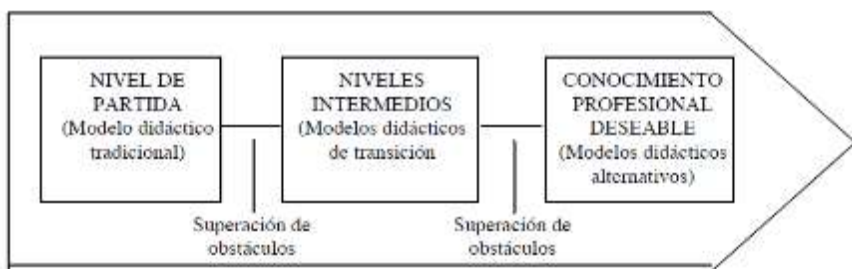 NIVEL DE
PARTIDA
(Modelo didáctico
tradicional)
NIVELES
INTERMEDIOS
(Modelos didácticos
de transición
CONOCIMIENTO
PROFESIONAL
DESEABLE
(Modelos didácticos
alternativos)
Superación de
obstáculos
Superación de
obstáculos